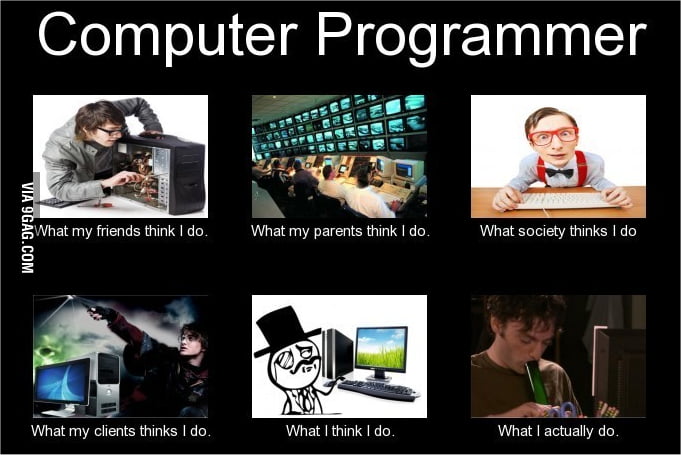 Computer Programmer
What my friends think I do.
What my parents think I do.
What society thinks I do
VIA 9GAG.COM
What my clients thinks I do.
What I think I do.
What I actually do.